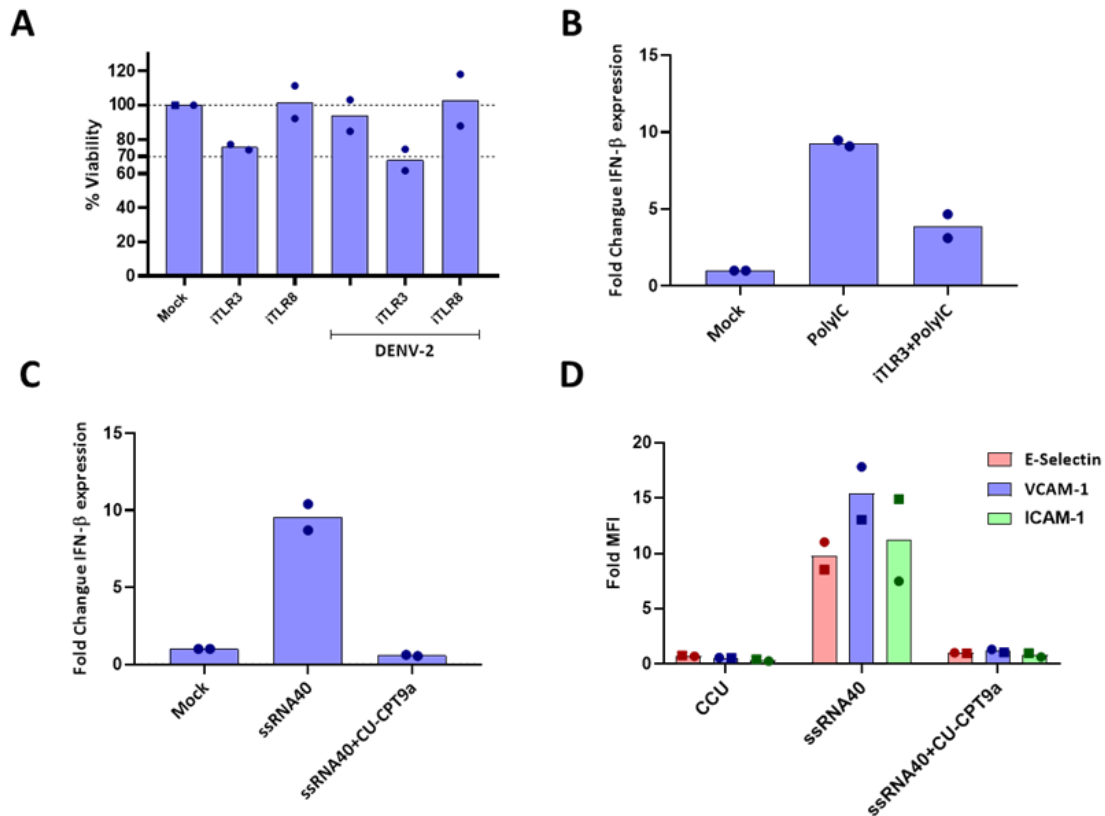 A
% Viability
120
100
80
70
60
40
20
0
Mock
iTLR3
iTLR8
iTLR3
iTLR8
DENV-2
B
Fold Changue IFN-β expression
15
10
5
0
Mock
PolyIC
iTLR3+PolyIC
C
Fold Changue IFN-β expression
15
10
5
0
Mock
ssRNA40
ssRNA40+CU-CPT9a
D
Fold MFI
20
15
10
5
0
CCU
ssRNA40
ssRNA40+CU-CPT9a
E-Selectin
VCAM-1
ICAM-1